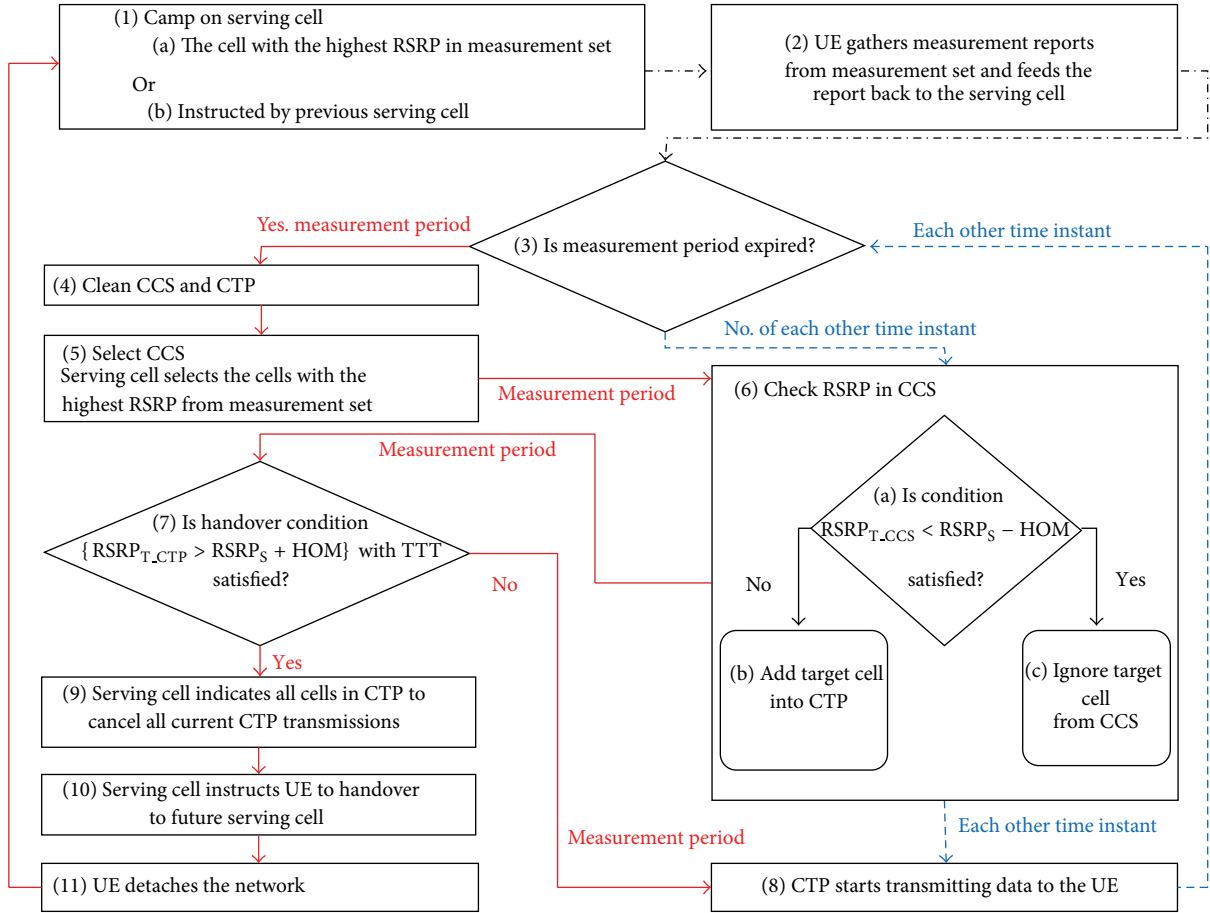 (1) Camp on serving cell
(a) The cell with the highest RSRP in measurement set
Or
(b) Instructed by previous serving cell
(2) UE gathers measurement reports
from measurement set and feeds the
report back to the serving cell
(3) Is measurement period expired?
Yes. measurement period
Each other time instant
(4) Clean CCS and CTP
No. of each other time instant
(5) Select CCS
Serving cell selects the cells with the
highest RSRP from measurement set
Measurement period
(6) Check RSRP in CCS
Measurement period
(a) Is condition
RSRP_T_CCS < RSRP_S − HOM
satisfied?
No
Yes
(b) Add target cell
into CTP
(c) Ignore target
cell
from CCS
(7) Is handover condition
{RSRP_T_CTP > RSRP_S + HOM} with TTT
satisfied?
No
Yes
(9) Serving cell indicates all cells in CTP to
cancel all current CTP transmissions
(10) Serving cell instructs UE to handover
to future serving cell
Measurement period
Each other time instant
(11) UE detaches the network
(8) CTP starts transmitting data to the UE